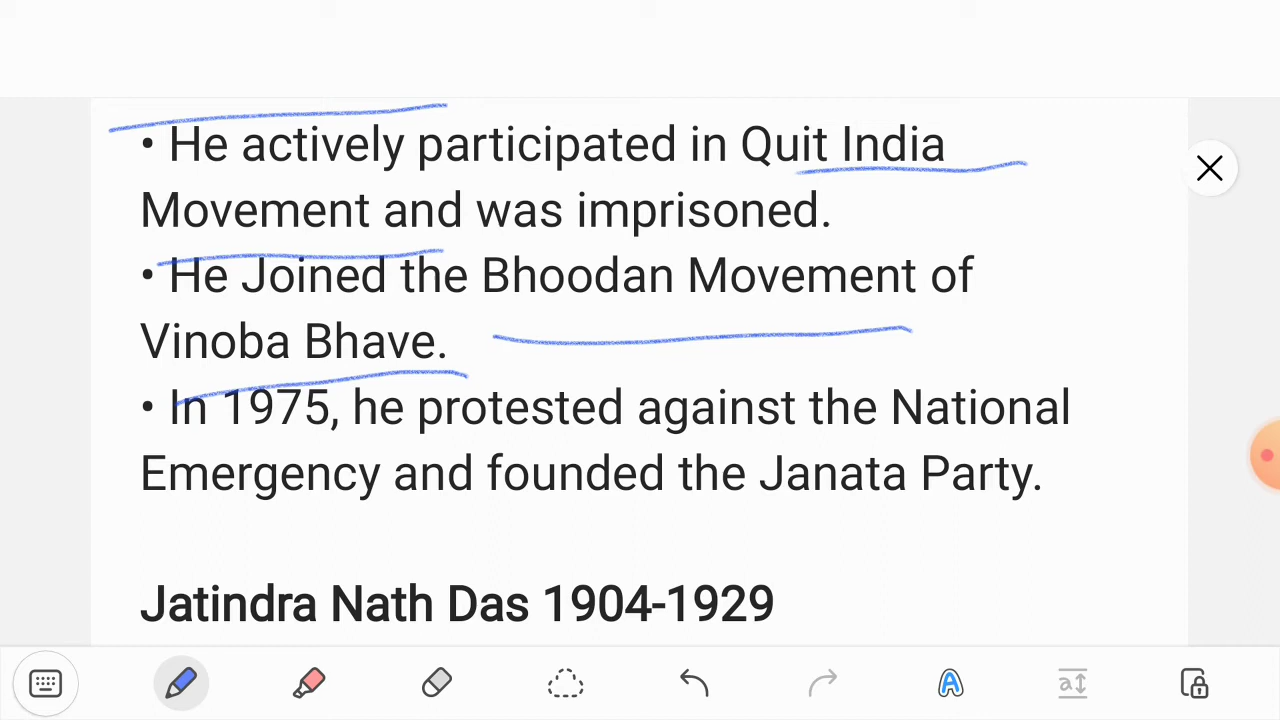 • He actively participated in Quit India
Movement and was imprisoned.
• He Joined the Bhoodan Movement of
Vinoba Bhave.
• In 1975, he protested against the National
Emergency and founded the Janata Party.
Jatindra Nath Das 1904-1929